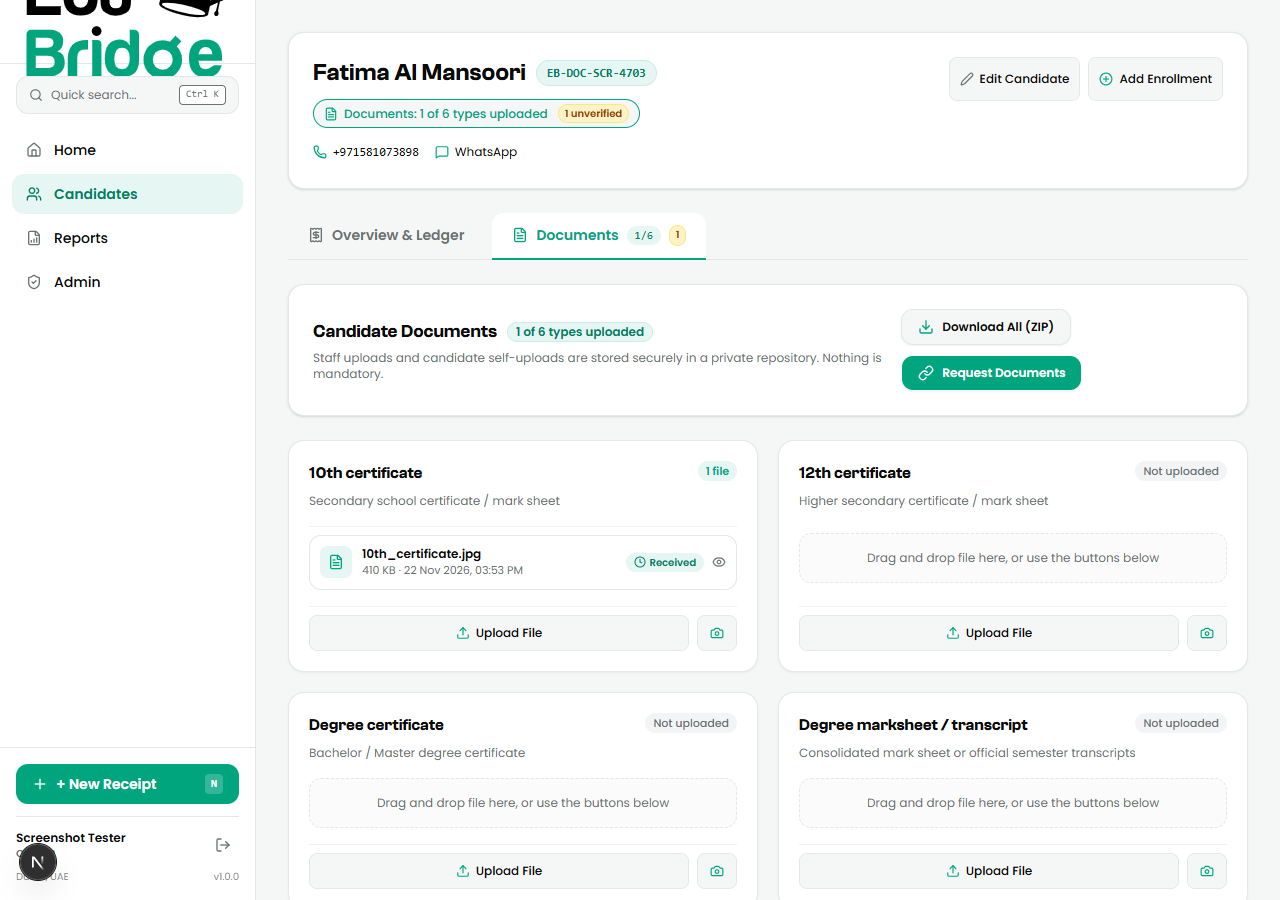 Bridge
Quick search... Ctrl K
Home
Candidates
Reports
Admin
+ New Receipt N
Screenshot Tester
UAE v1.0.0
N
Fatima Al Mansoori EB-DOC-SCR-4703
Edit Candidate
Add Enrollment
Documents: 1 of 6 types uploaded 1 unverified
+971581073898 WhatsApp
Overview & Ledger
Documents 1/6 1
Candidate Documents 1 of 6 types uploaded
Staff uploads and candidate self-uploads are stored securely in a private repository. Nothing is
mandatory.
Download All (ZIP)
Request Documents
10th certificate 1 file
Secondary school certificate / mark sheet
10th_certificate.jpg
410 KB · 22 Nov 2026, 03:53 PM
Received
Upload File
12th certificate Not uploaded
Higher secondary certificate / mark sheet
Drag and drop file here, or use the buttons below
Upload File
Degree certificate Not uploaded
Bachelor / Master degree certificate
Drag and drop file here, or use the buttons below
Upload File
Degree marksheet / transcript Not uploaded
Consolidated mark sheet or official semester transcripts
Drag and drop file here, or use the buttons below
Upload File